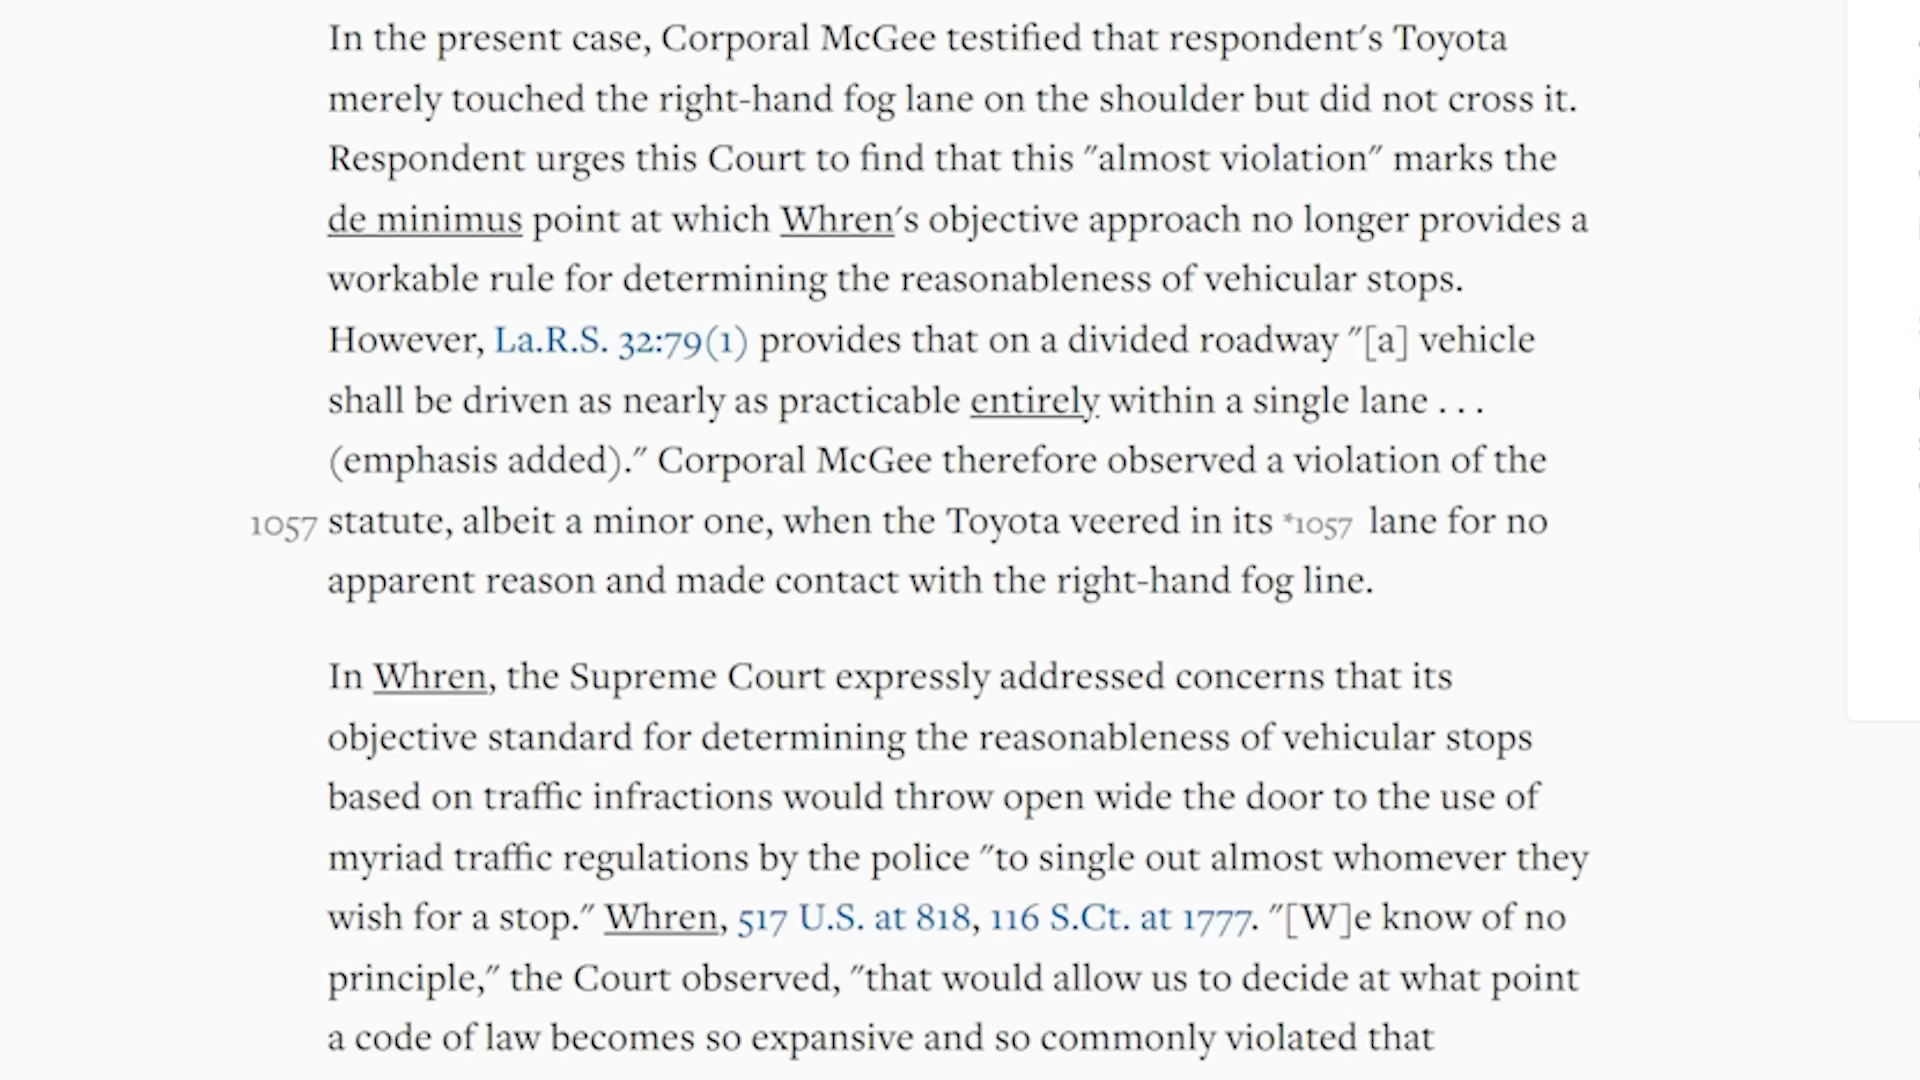 In the present case, Corporal McGee testified that respondent's Toyota
merely touched the right-hand fog lane on the shoulder but did not cross it.
Respondent urges this Court to find that this "almost violation" marks the
de minimus point at which Whren's objective approach no longer provides a
workable rule for determining the reasonableness of vehicular stops.
However, La.R.S. 32:79(1) provides that on a divided roadway "[a] vehicle
shall be driven as nearly as practicable entirely within a single lane . . .
(emphasis added)." Corporal McGee therefore observed a violation of the
1057 statute, albeit a minor one, when the Toyota veered in its *1057 lane for no
apparent reason and made contact with the right-hand fog line.
In Whren, the Supreme Court expressly addressed concerns that its
objective standard for determining the reasonableness of vehicular stops
based on traffic infractions would throw open wide the door to the use of
myriad traffic regulations by the police "to single out almost whomever they
wish for a stop." Whren, 517 U.S. at 818, 116 S.Ct. at 1777. "[W]e know of no
principle," the Court observed, "that would allow us to decide at what point
a code of law becomes so expansive and so commonly violated that